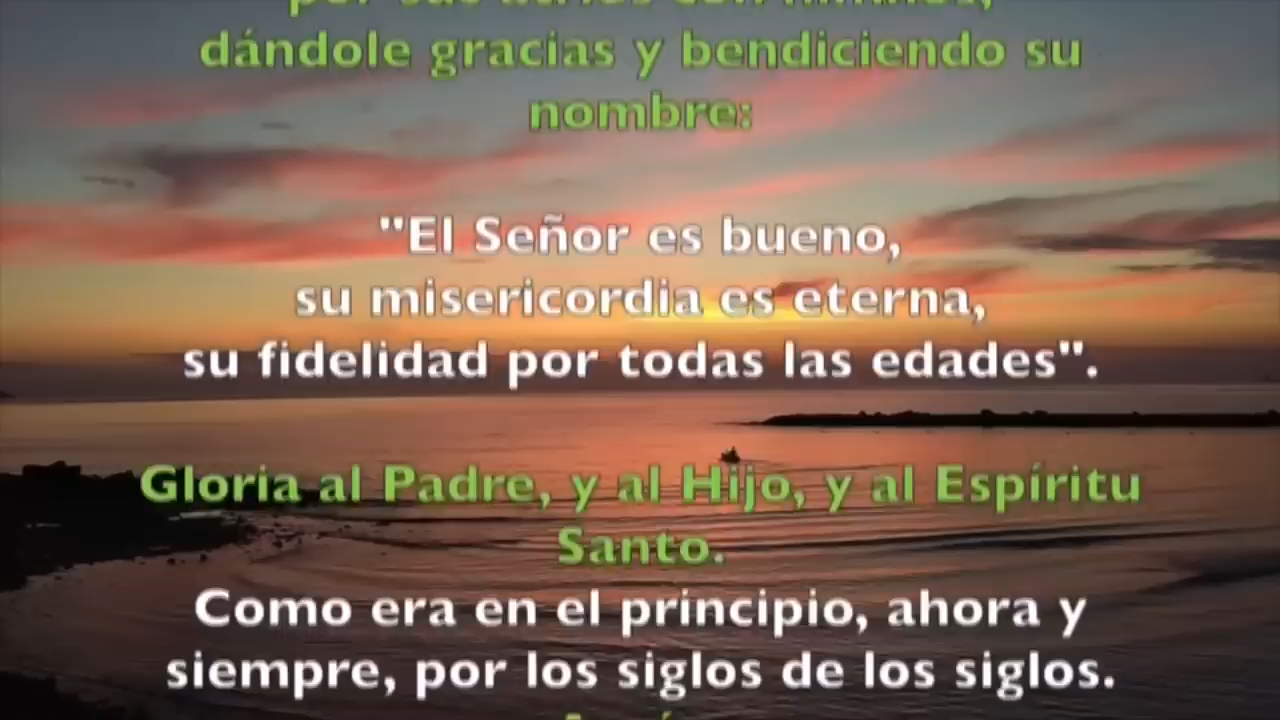 dándole gracias y bendiciendo su
nombre:
"El Señor es bueno,
su misericordia es eterna,
su fidelidad por todas las edades".
Gloria al Padre, y al Hijo, y al Espíritu
Santo.
Como era en el principio, ahora y
siempre, por los siglos de los siglos.